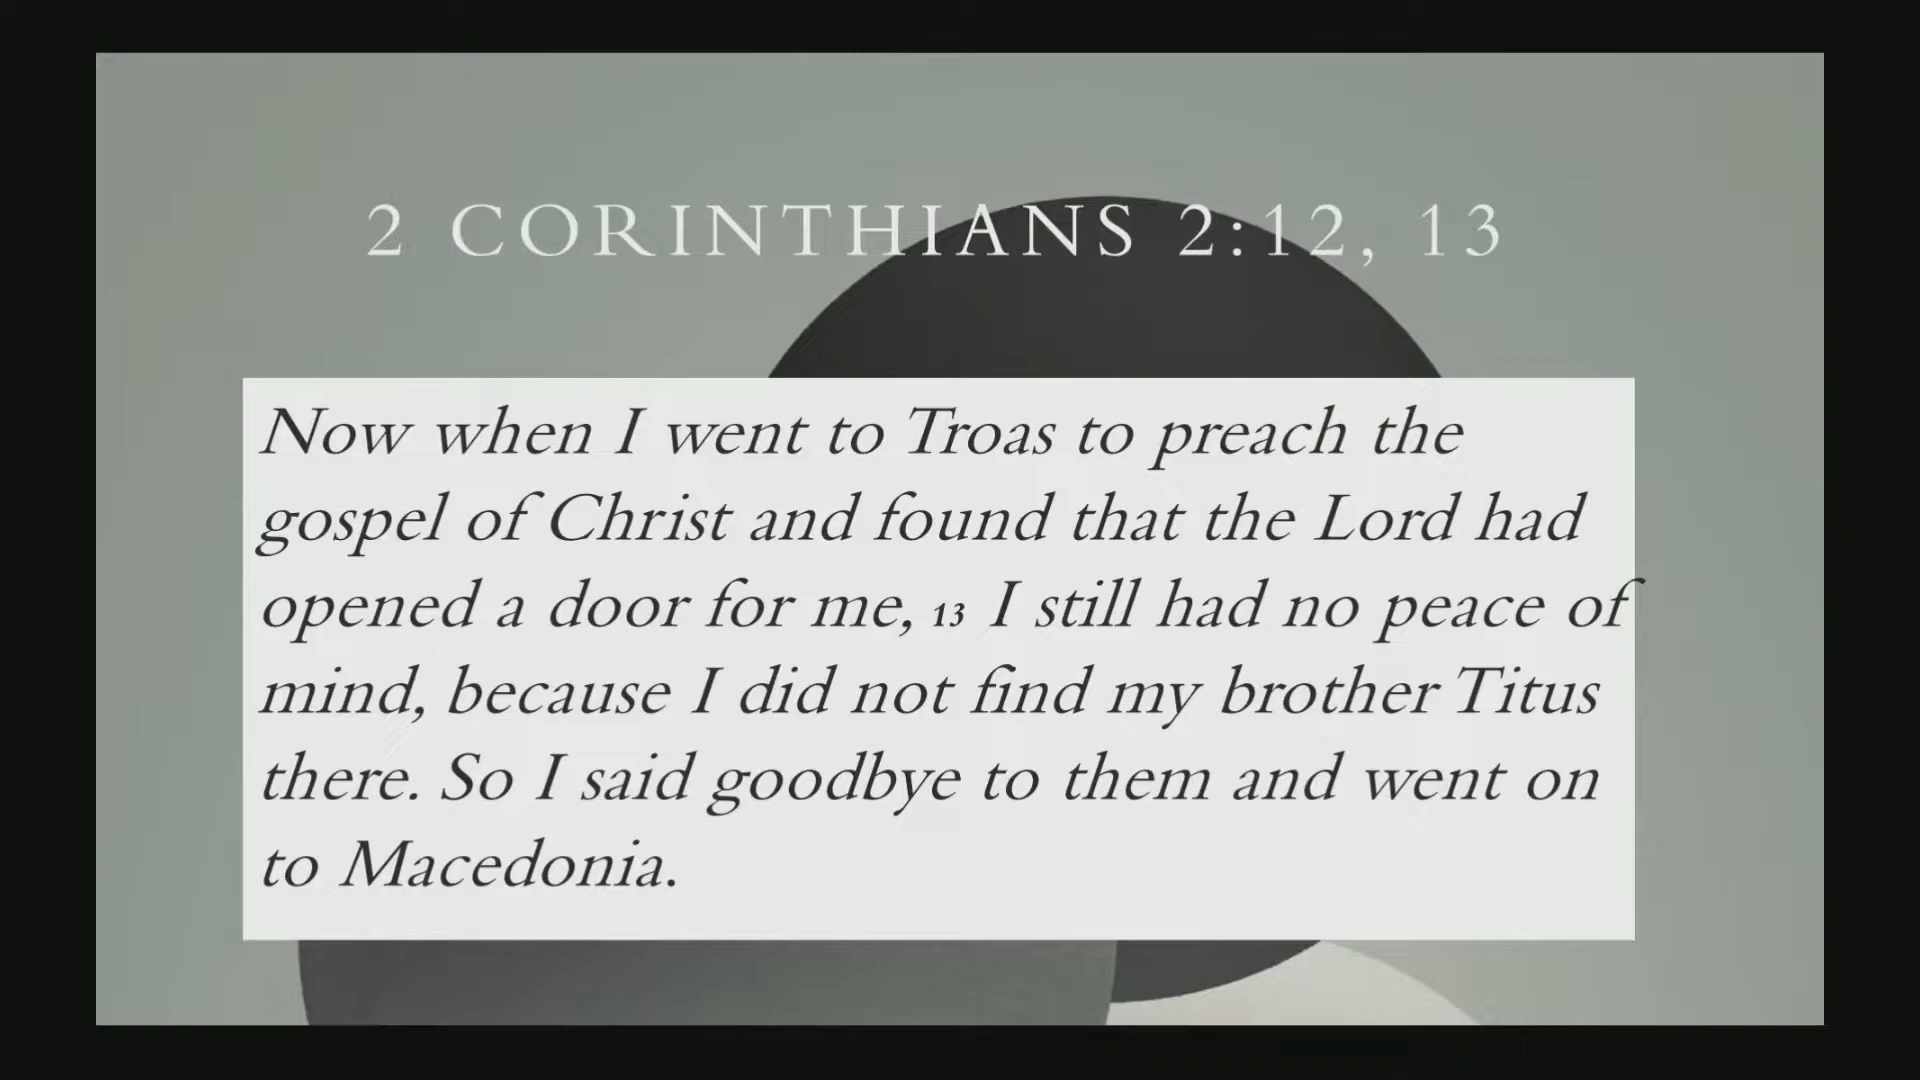 2 CORINTHIANS 2:12, 13
Now when I went to Troas to preach the
gospel of Christ and found that the Lord had
opened a door for me, 13 I still had no peace of
mind, because I did not find my brother Titus
there. So I said goodbye to them and went on
to Macedonia.